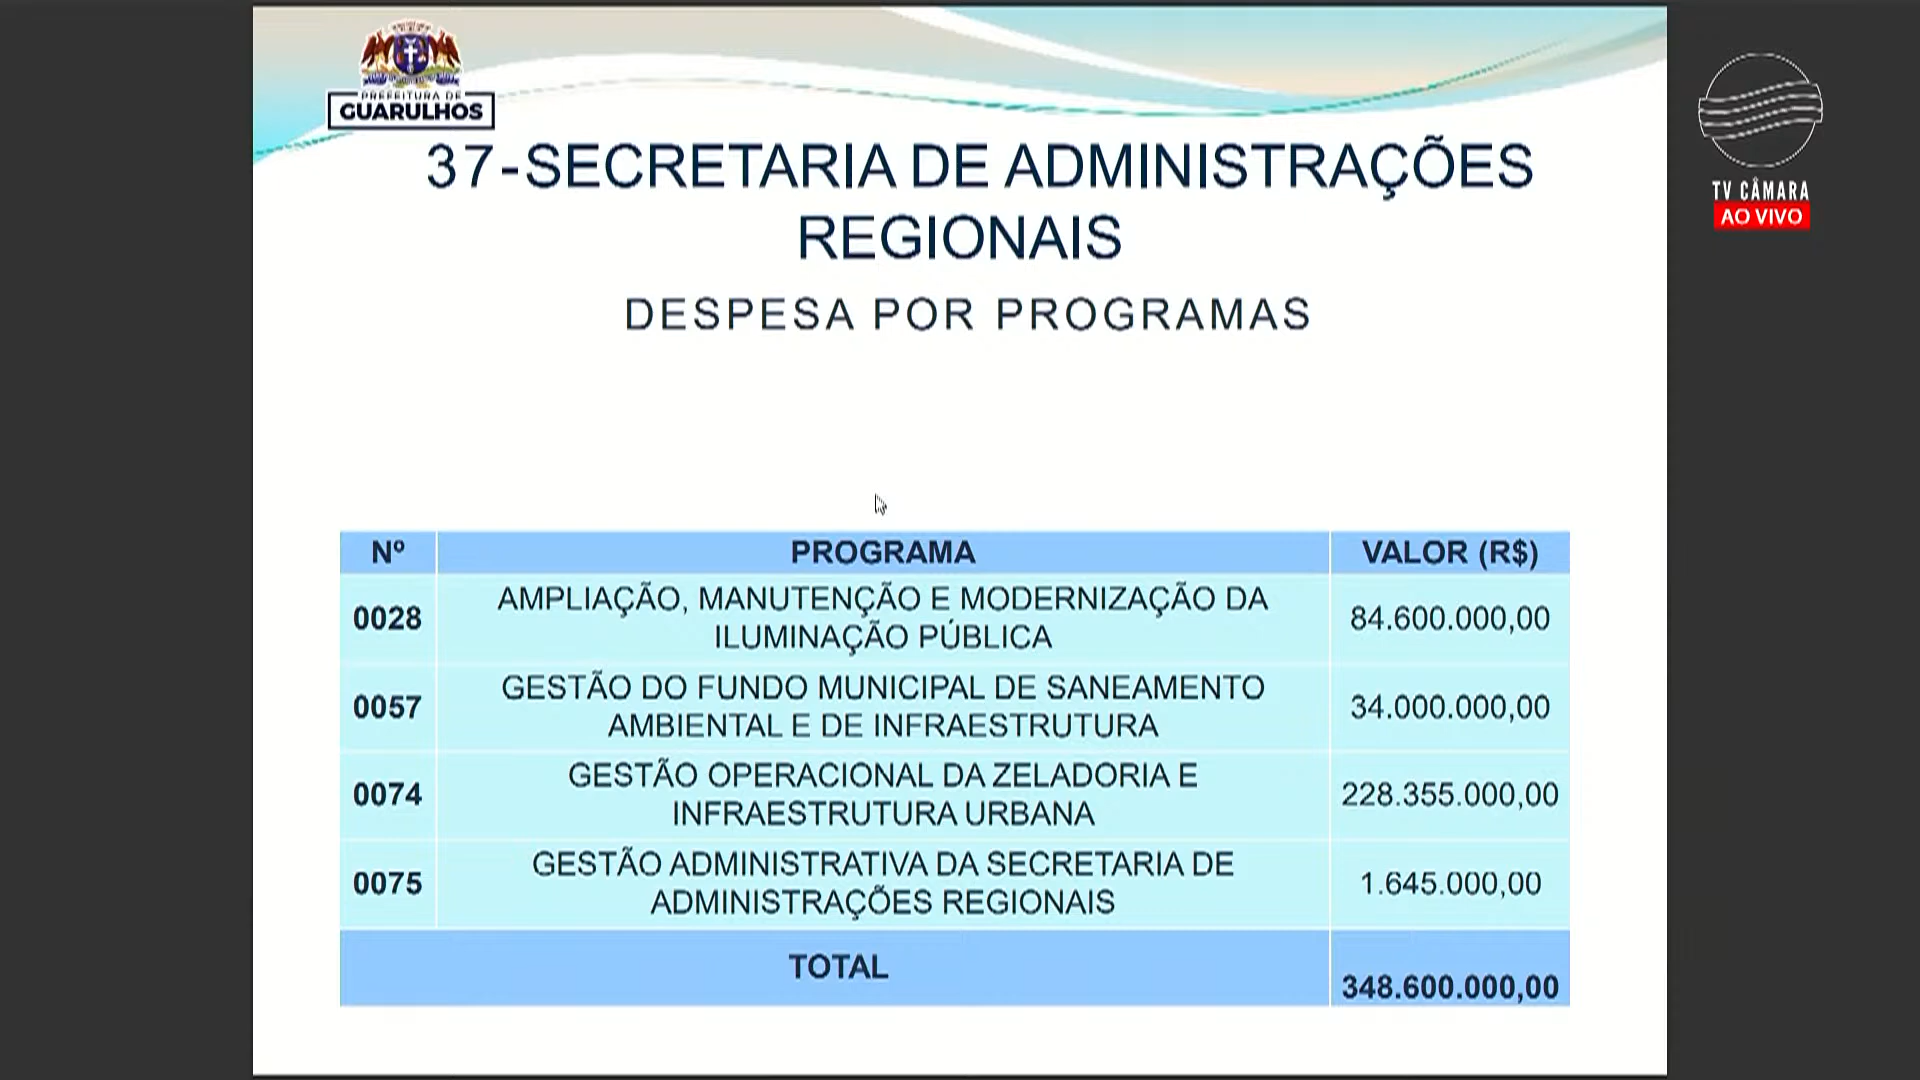 PREFEITURA DE
GUARULHOS
TV CÂMARA
AO VIVO
37-SECRETARIA DE ADMINISTRAÇÕES
REGIONAIS
DESPESA POR PROGRAMAS
Nº PROGRAMA VALOR (R$)
0028 AMPLIAÇÃO, MANUTENÇÃO E MODERNIZAÇÃO DA
ILUMINAÇÃO PÚBLICA 84.600.000,00
0057 GESTÃO DO FUNDO MUNICIPAL DE SANEAMENTO
AMBIENTAL E DE INFRAESTRUTURA 34.000.000,00
0074 GESTÃO OPERACIONAL DA ZELADORIA E
INFRAESTRUTURA URBANA 228.355.000,00
0075 GESTÃO ADMINISTRATIVA DA SECRETARIA DE
ADMINISTRAÇÕES REGIONAIS 1.645.000,00
TOTAL 348.600.000,00